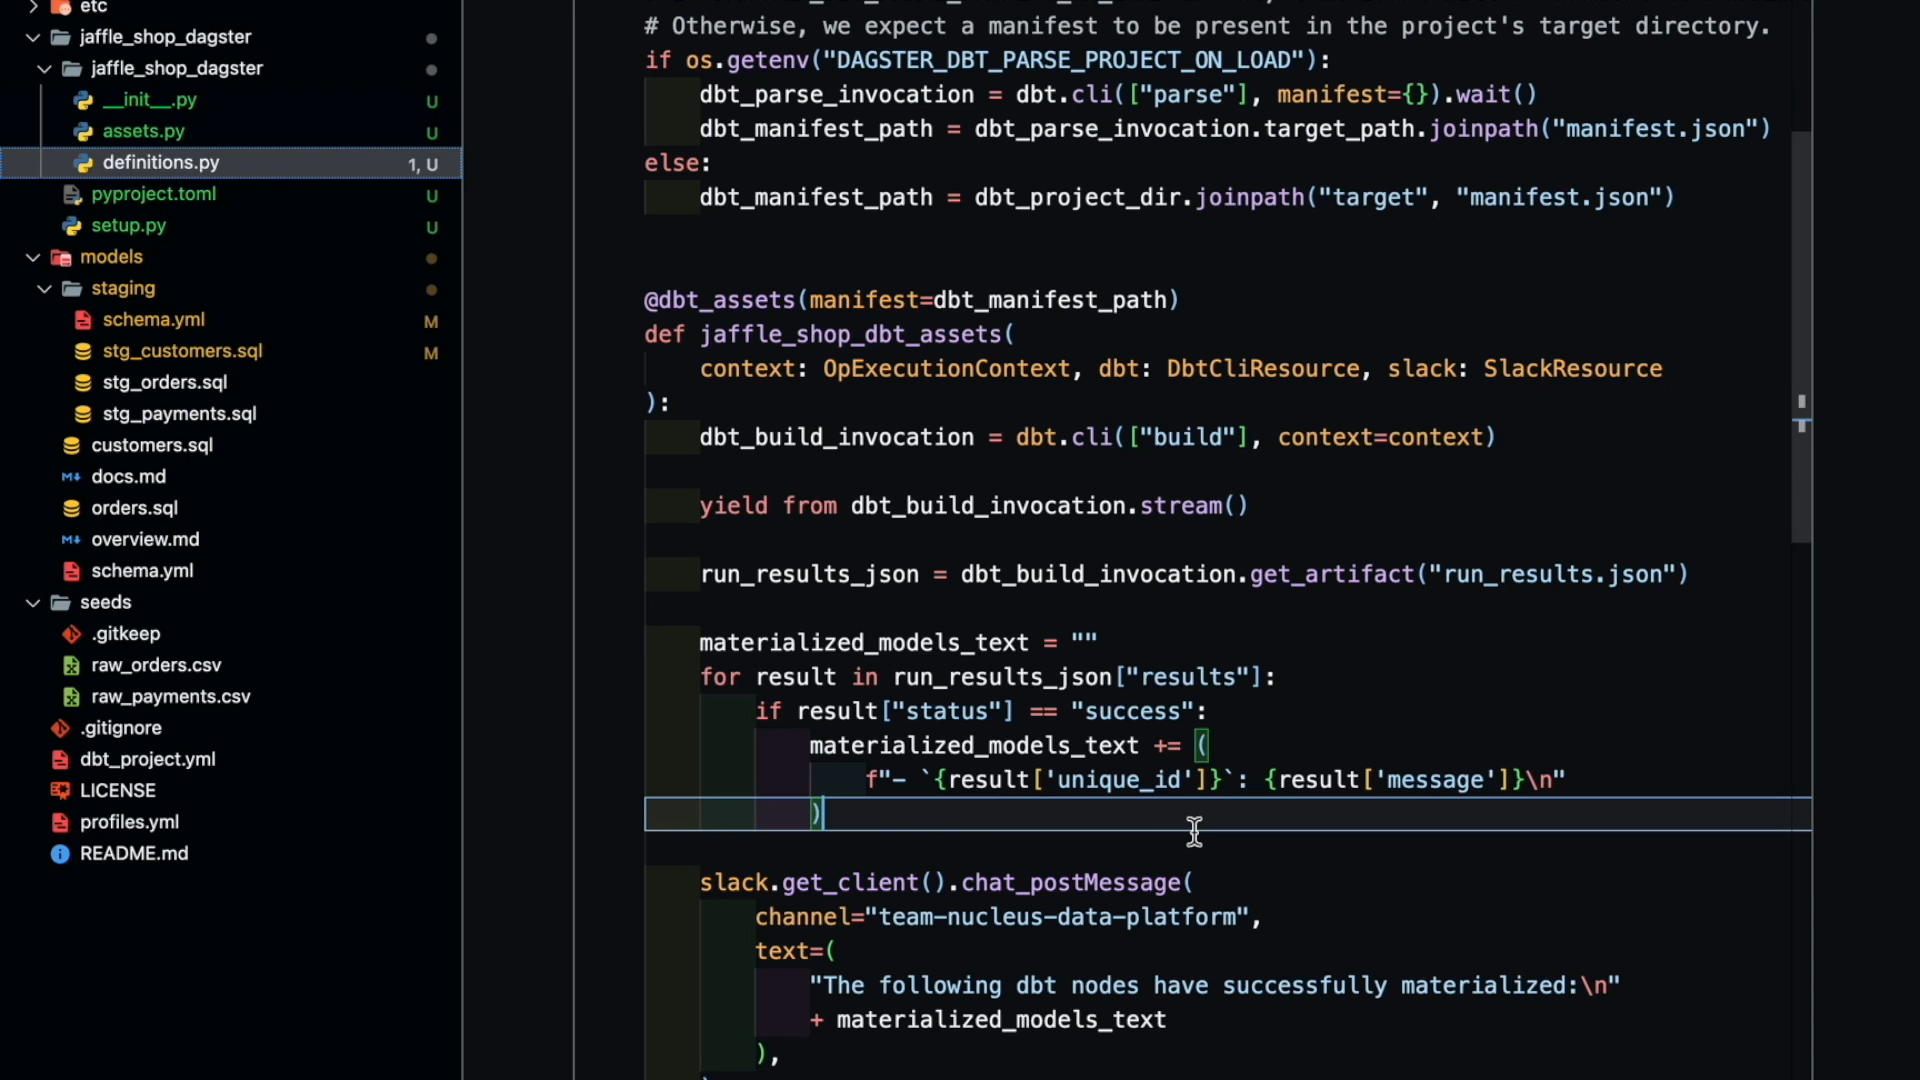 etc
jaffle_shop_dagster
jaffle_shop_dagster
__init__.py U
assets.py U
definitions.py 1, U
pyproject.toml U
setup.py U
models
staging
schema.yml M
stg_customers.sql M
stg_orders.sql
stg_payments.sql
customers.sql
docs.md
orders.sql
overview.md
schema.yml
seeds
.gitkeep
raw_orders.csv
raw_payments.csv
.gitignore
dbt_project.yml
LICENSE
profiles.yml
README.md
# Otherwise, we expect a manifest to be present in the project's target directory.
if os.getenv("DAGSTER_DBT_PARSE_PROJECT_ON_LOAD"):
    dbt_parse_invocation = dbt.cli(["parse"], manifest={}).wait()
    dbt_manifest_path = dbt_parse_invocation.target_path.joinpath("manifest.json")
else:
    dbt_manifest_path = dbt_project_dir.joinpath("target", "manifest.json")
@dbt_assets(manifest=dbt_manifest_path)
def jaffle_shop_dbt_assets(
    context: OpExecutionContext, dbt: DbtCliResource, slack: SlackResource
):
    dbt_build_invocation = dbt.cli(["build"], context=context)
    yield from dbt_build_invocation.stream()
    run_results_json = dbt_build_invocation.get_artifact("run_results.json")
    materialized_models_text = ""
    for result in run_results_json["results"]:
        if result["status"] == "success":
            materialized_models_text += (
                f"- `{result['unique_id']}`: {result['message']}\n"
            )
    slack.get_client().chat_postMessage(
        channel="team-nucleus-data-platform",
        text=(
            "The following dbt nodes have successfully materialized:\n"
            + materialized_models_text
        ),